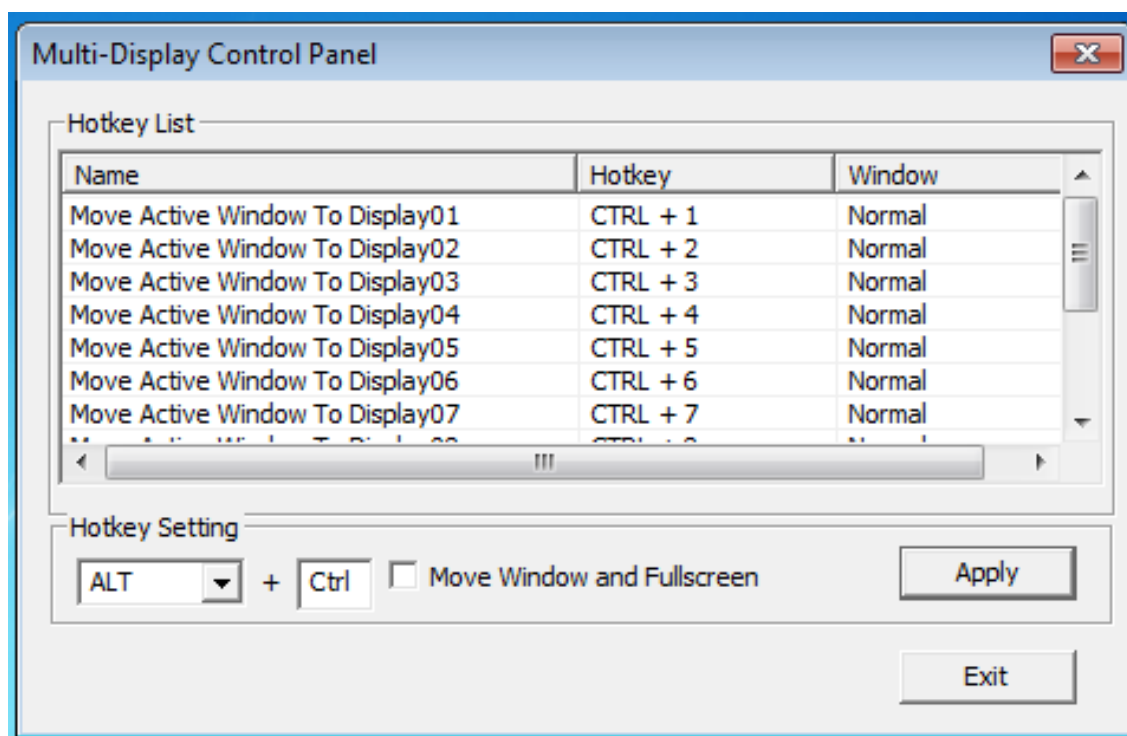 Multi-Display Control Panel
Hotkey List
Name Hotkey Window
Move Active Window To Display01 CTRL + 1 Normal
Move Active Window To Display02 CTRL + 2 Normal
Move Active Window To Display03 CTRL + 3 Normal
Move Active Window To Display04 CTRL + 4 Normal
Move Active Window To Display05 CTRL + 5 Normal
Move Active Window To Display06 CTRL + 6 Normal
Move Active Window To Display07 CTRL + 7 Normal
Hotkey Setting
ALT + Ctrl Move Window and Fullscreen Apply
Exit